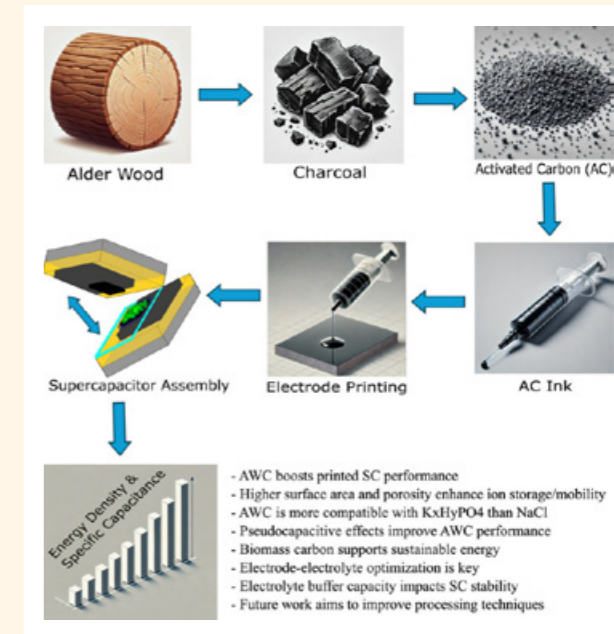 Alder Wood
Charcoal
Activated Carbon (AC)
Supercapacitor Assembly
Electrode Printing
AC Ink
Energy Density &
Specific Capacitance
- AWC boosts printed SC performance
- Higher surface area and porosity enhance ion storage/mobility
- AWC is more compatible with KxHyPO4 than NaCl
- Pseudocapacitive effects improve AWC performance
- Biomass carbon supports sustainable energy
- Electrode-electrolyte optimization is key
- Electrolyte buffer capacity impacts SC stability
- Future work aims to improve processing techniques